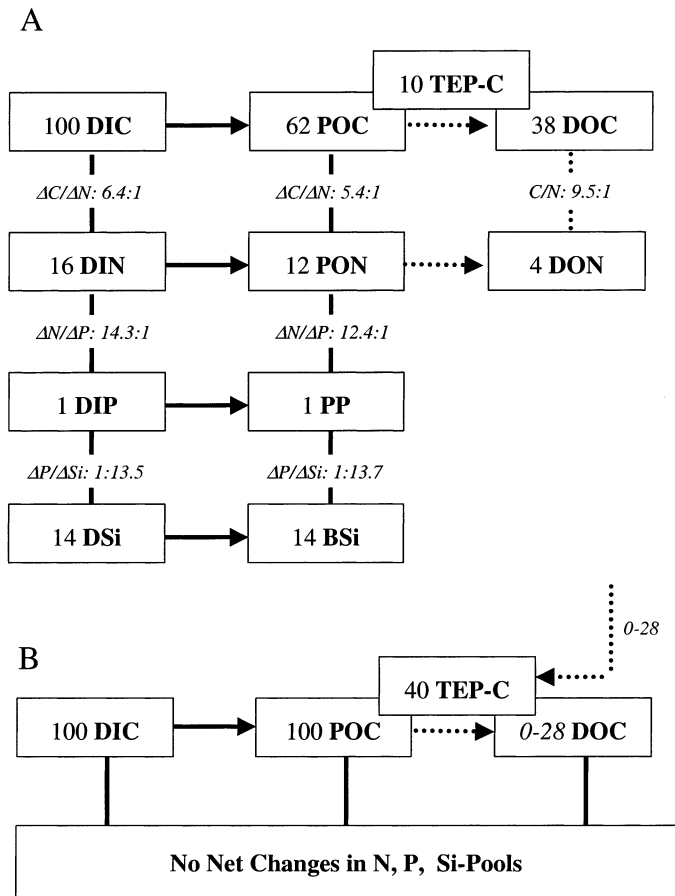 A
10 TEP-C
100 DIC
62 POC
38 DOC
ΔC/ΔN: 6.4:1
ΔC/ΔN: 5.4:1
C/N: 9.5:1
16 DIN
12 PON
4 DON
ΔN/ΔP: 14.3:1
ΔN/ΔP: 12.4:1
1 DIP
1 PP
ΔP/ΔSi: 1:13.5
ΔP/ΔSi: 1:13.7
14 DSi
14 BSi
0-28
B
40 TEP-C
100 DIC
100 POC
0-28 DOC
No Net Changes in N, P, Si-Pools